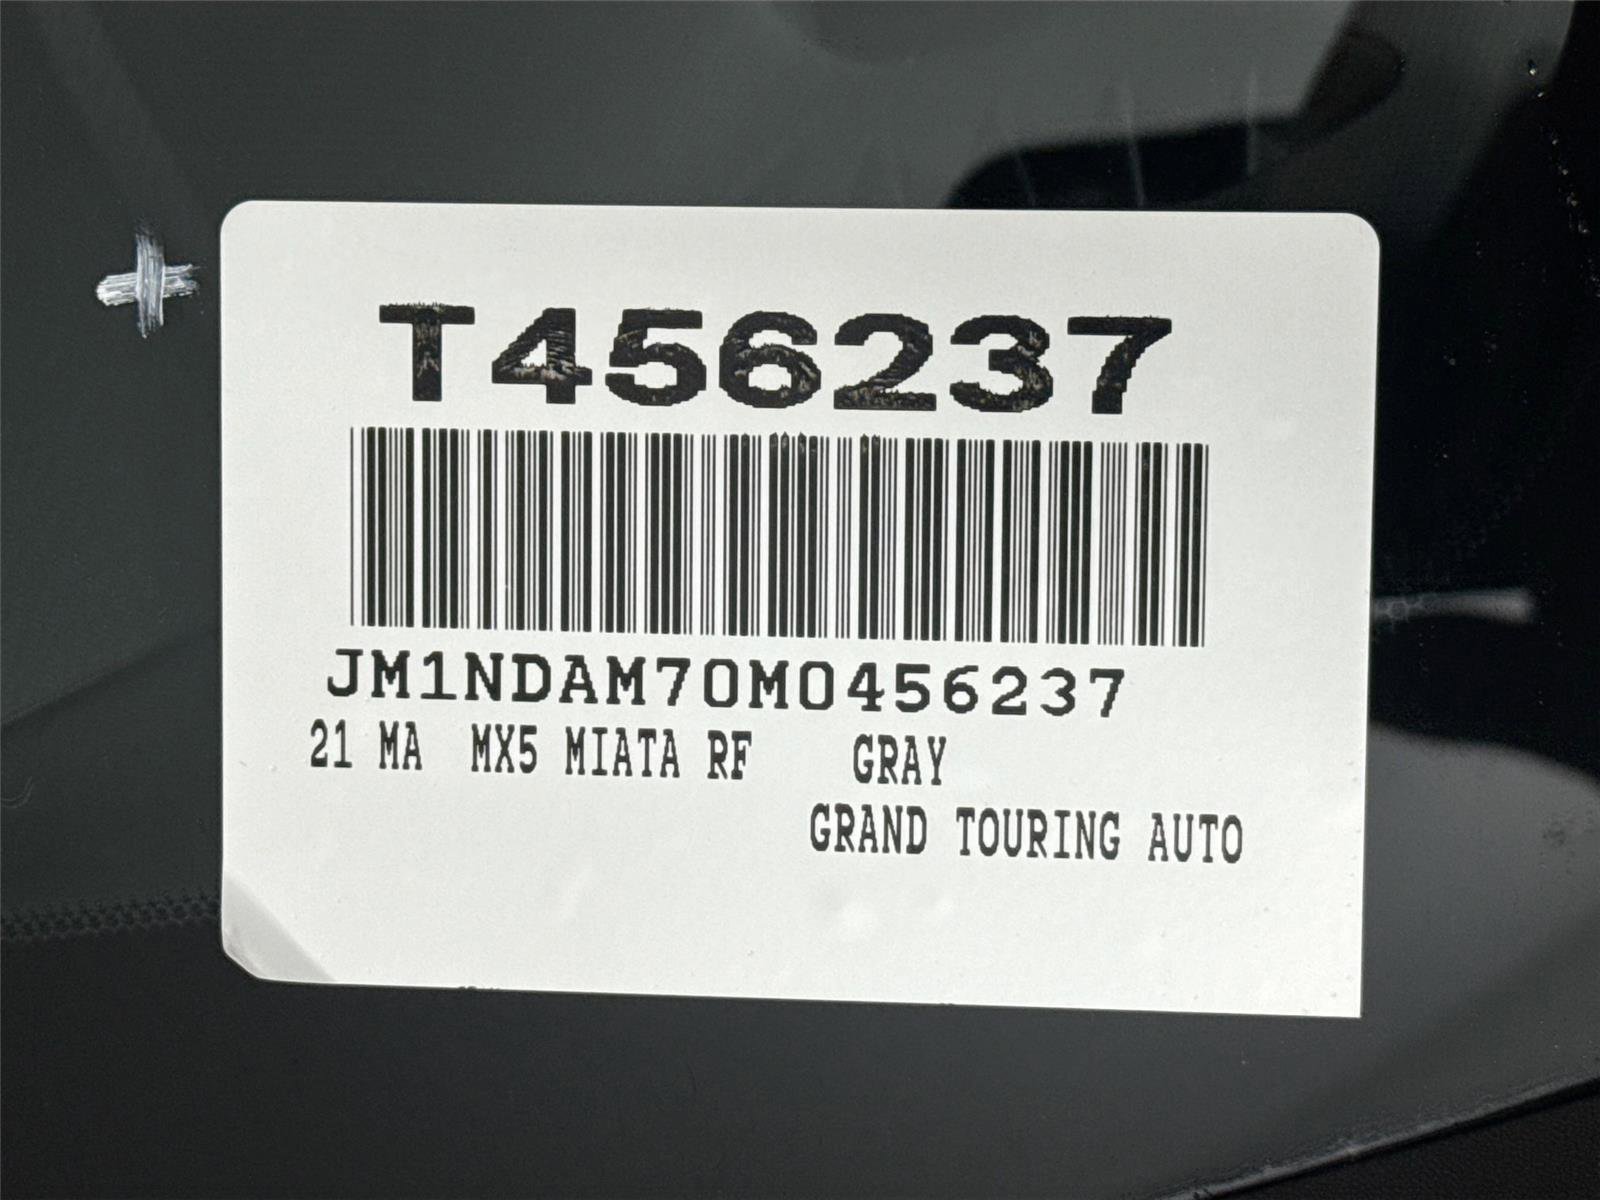 T456237
JM1NDAM70M0456237
21 MA MX5 MIATA RF GRAY
GRAND TOURING AUTO